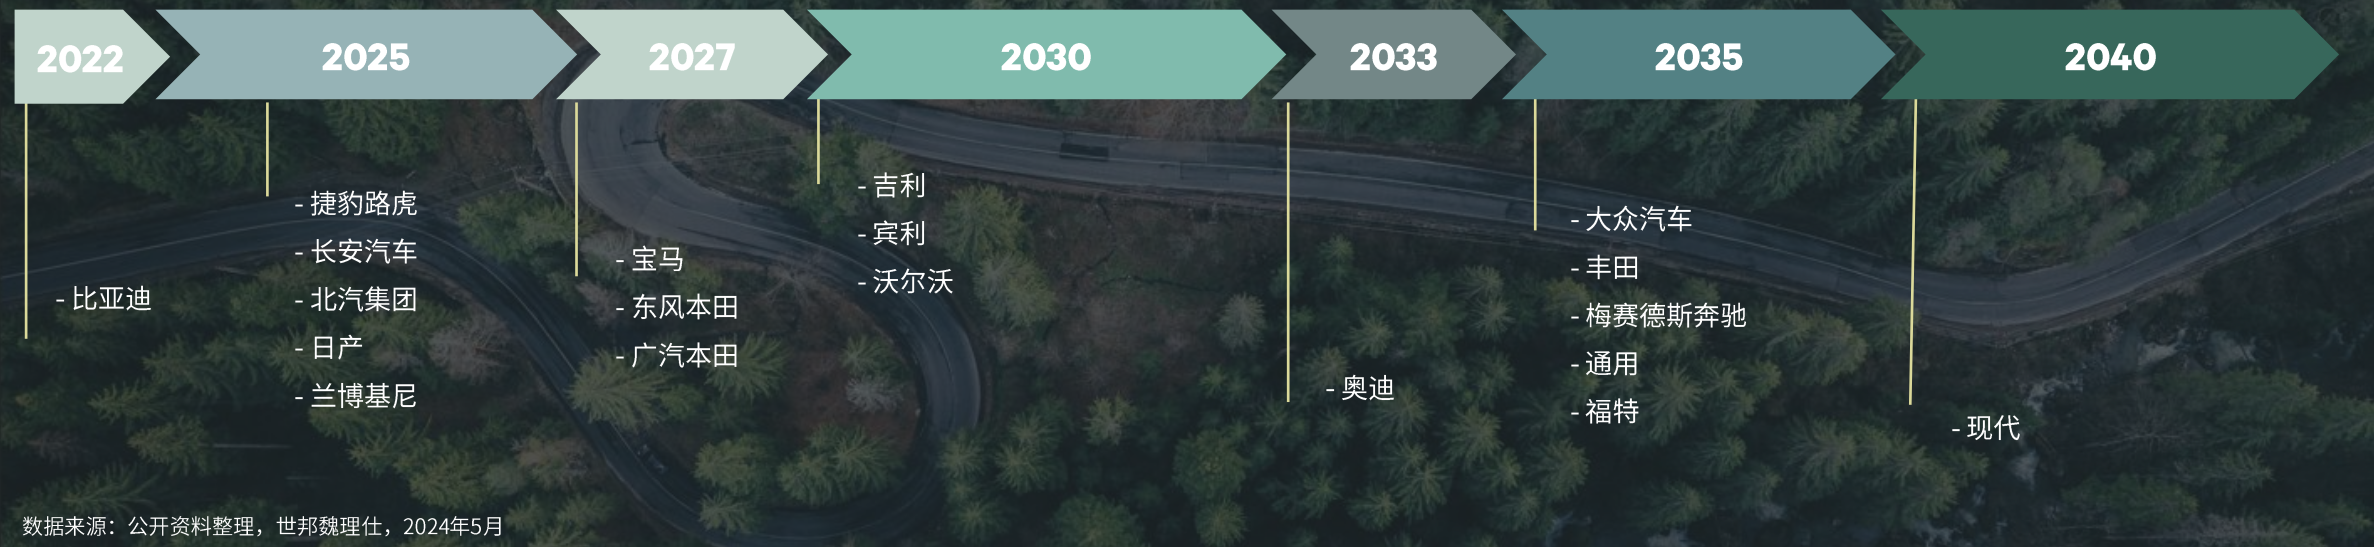 2022
2025
2027
2030
2033
2035
2040
- 比亚迪
- 捷豹路虎
- 长安汽车
- 北汽集团
- 日产
- 兰博基尼
- 宝马
- 东风本田
- 广汽本田
- 吉利
- 宾利
- 沃尔沃
- 奥迪
- 大众汽车
- 丰田
- 梅赛德斯奔驰
- 通用
- 福特
- 现代
数据来源：公开资料整理，世邦魏理仕，2024年5月